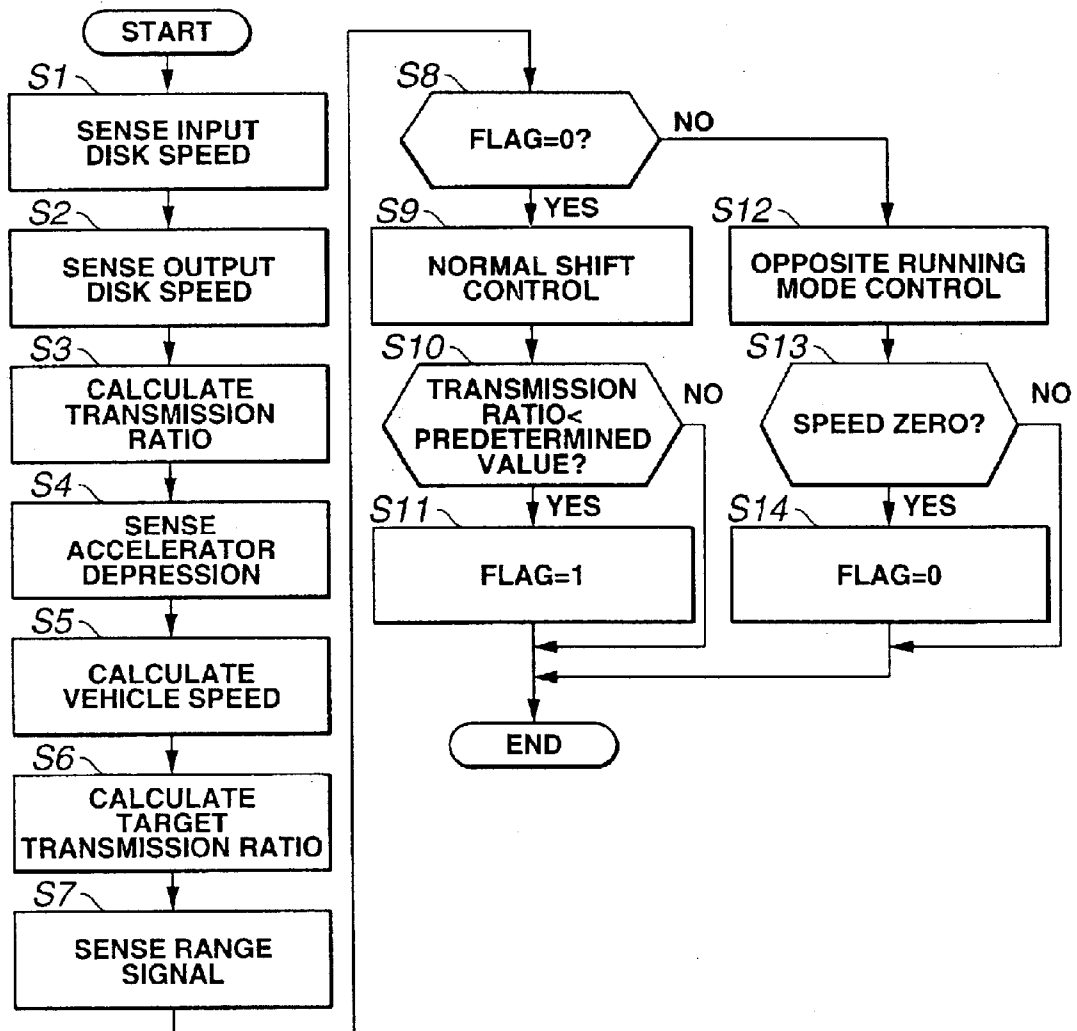 START
S1
SENSE INPUT
DISK SPEED
S2
SENSE OUTPUT
DISK SPEED
S3
CALCULATE
TRANSMISSION
RATIO
S4
SENSE
ACCELERATOR
DEPRESSION
S5
CALCULATE
VEHICLE SPEED
S6
CALCULATE
TARGET
TRANSMISSION RATIO
S7
SENSE RANGE
SIGNAL
S8
FLAG=0?
NO
YES
S9
NORMAL SHIFT
CONTROL
S10
TRANSMISSION
RATIO<
PREDETERMINED
VALUE?
NO
YES
S11
FLAG=1
S12
OPPOSITE RUNNING
MODE CONTROL
S13
SPEED ZERO?
NO
YES
S14
FLAG=0
END